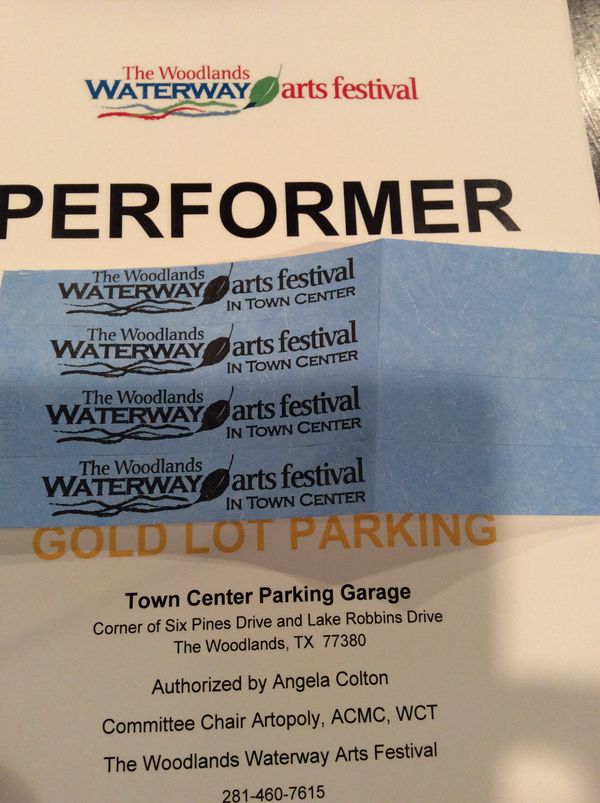 The Woodlands
WATERWAY arts festival
PERFORMER
The Woodlands
WATERWAY arts festival
IN TOWN CENTER
The Woodlands
WATERWAY arts festival
IN TOWN CENTER
The Woodlands
WATERWAY arts festival
IN TOWN CENTER
The Woodlands
WATERWAY arts festival
IN TOWN CENTER
GOLD LOT PARKING
Town Center Parking Garage
Corner of Six Pines Drive and Lake Robbins Drive
The Woodlands, TX 77380
Authorized by Angela Colton
Committee Chair Artopoly, ACMC, WCT
The Woodlands Waterway Arts Festival
281-460-7615